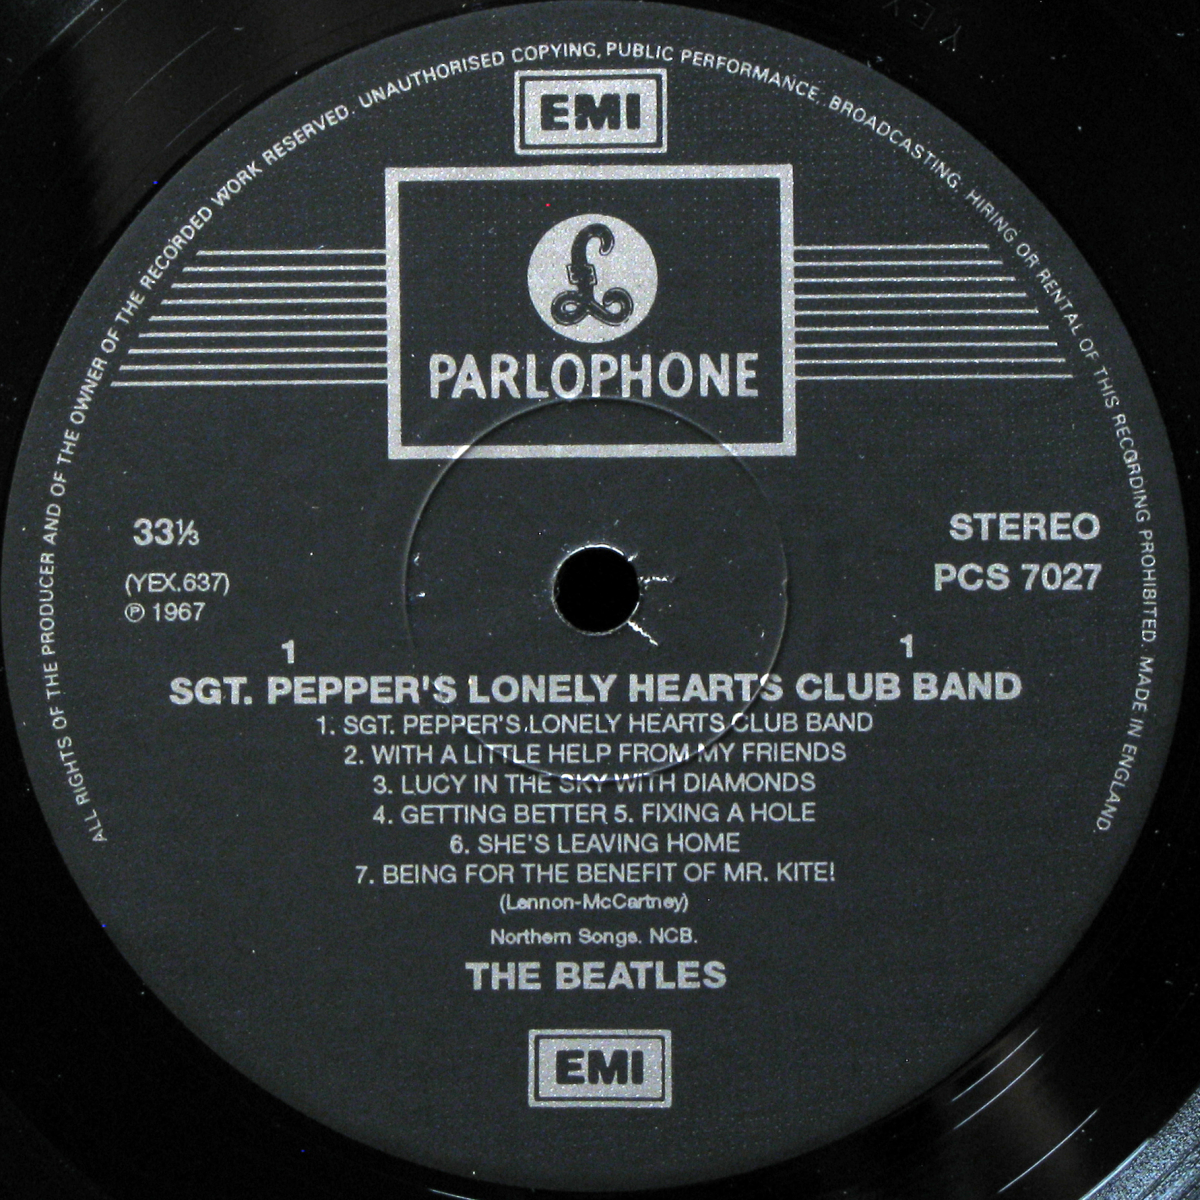 ALL RIGHTS OF THE PRODUCER AND OF THE OWNER OF THE RECORDED WORK RESERVED. UNAUTHORISED COPYING, PUBLIC PERFORMANCE, BROADCASTING, HIRING OR RENTAL OF THIS RECORDING PROHIBITED. MADE IN ENGLAND.
EMI
PARLOPHONE
33⅓
STEREO
(YEX.637)
PCS 7027
℗ 1967
1
1
SGT. PEPPER'S LONELY HEARTS CLUB BAND
1. SGT. PEPPER'S LONELY HEARTS CLUB BAND
2. WITH A LITTLE HELP FROM MY FRIENDS
3. LUCY IN THE SKY WITH DIAMONDS
4. GETTING BETTER 5. FIXING A HOLE
6. SHE'S LEAVING HOME
7. BEING FOR THE BENEFIT OF MR. KITE!
(Lennon-McCartney)
Northern Songs. NCB.
THE BEATLES
EMI